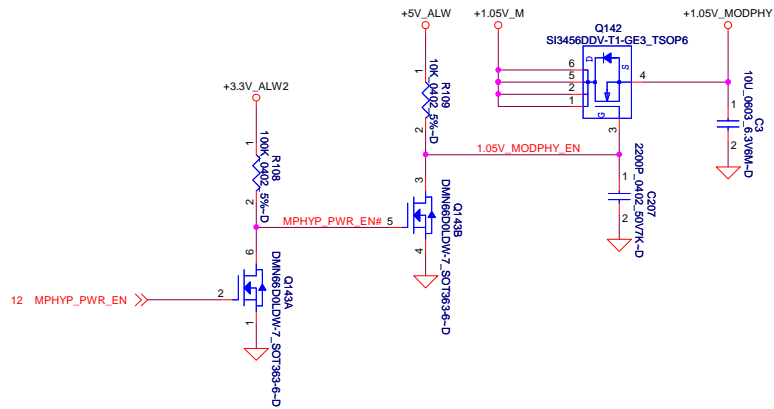 +5V_ALW
+1.05V_M
Q142
SI3456DDV-T1-GE3_TSOP6
+1.05V_MODPHY
D
S
G
6
5
2
1
4
3
1
2
10U_0603_6.3V6M~D
C3
1
2
10K_0402_5%~D
R109
+3.3V_ALW2
1
2
100K_0402_5%~D
R108
1.05V_MODPHY_EN
1
2
2200P_0402_50V7K~D
C207
MPHYP_PWR_EN#
5
3
4
DMN66D0LDW-7_SOT363-6~D
Q143B
12 MPHYP_PWR_EN
2
6
1
DMN66D0LDW-7_SOT363-6~D
Q143A